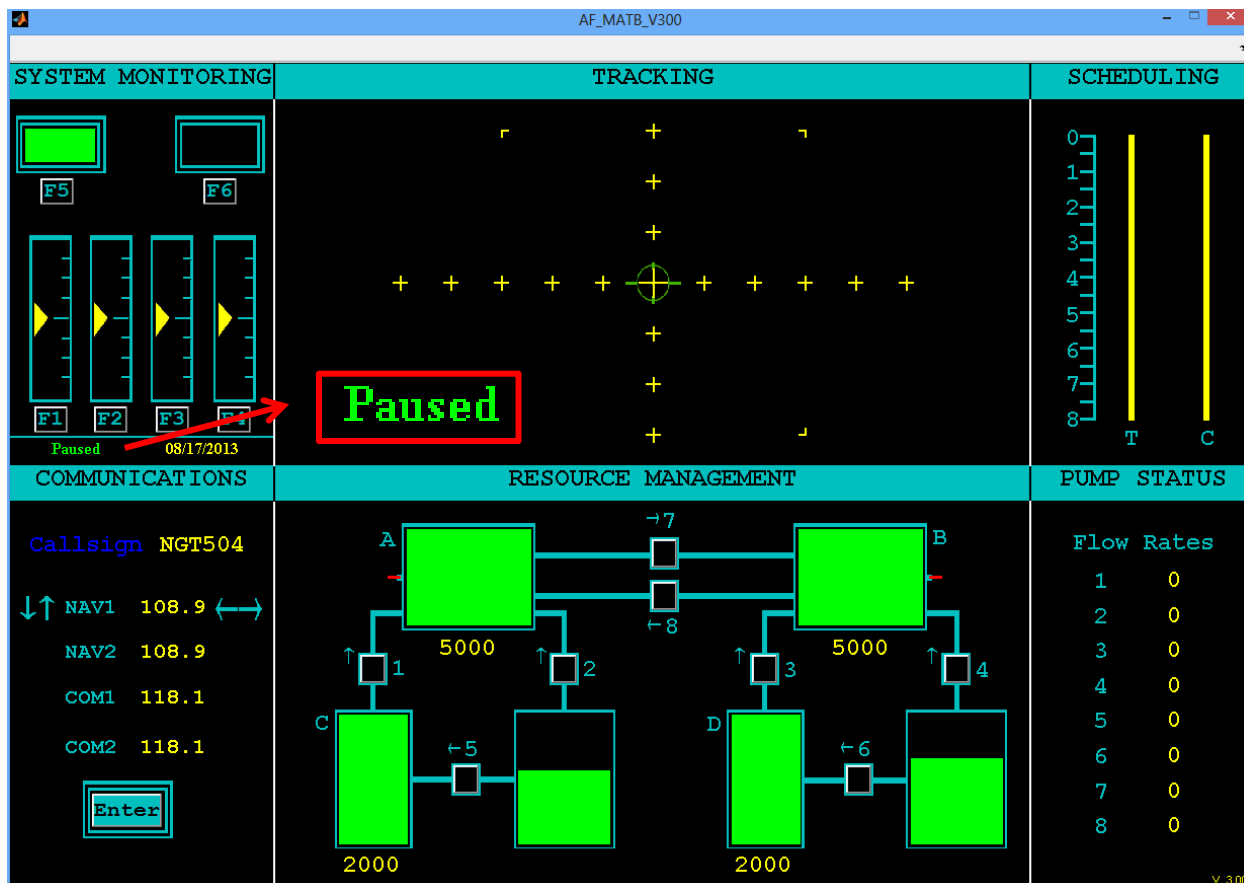 AF_MATB_V300
SYSTEM MONITORING
TRACKING
SCHEDULING
F5
F6
F1
F2
F3
F4
Paused
08/17/2013
Paused
0
1
2
3
4
5
6
7
8
T
C
COMMUNICATIONS
RESOURCE MANAGEMENT
PUMP STATUS
Callsign NGT504
↓↑ NAV1 108.9 ←→
NAV2 108.9
COM1 118.1
COM2 118.1
Enter
A
→7
B
←8
5000
5000
↑ 1
↑ 2
↑ 3
↑ 4
C
D
←5
←6
2000
2000
Flow Rates
1 0
2 0
3 0
4 0
5 0
6 0
7 0
8 0